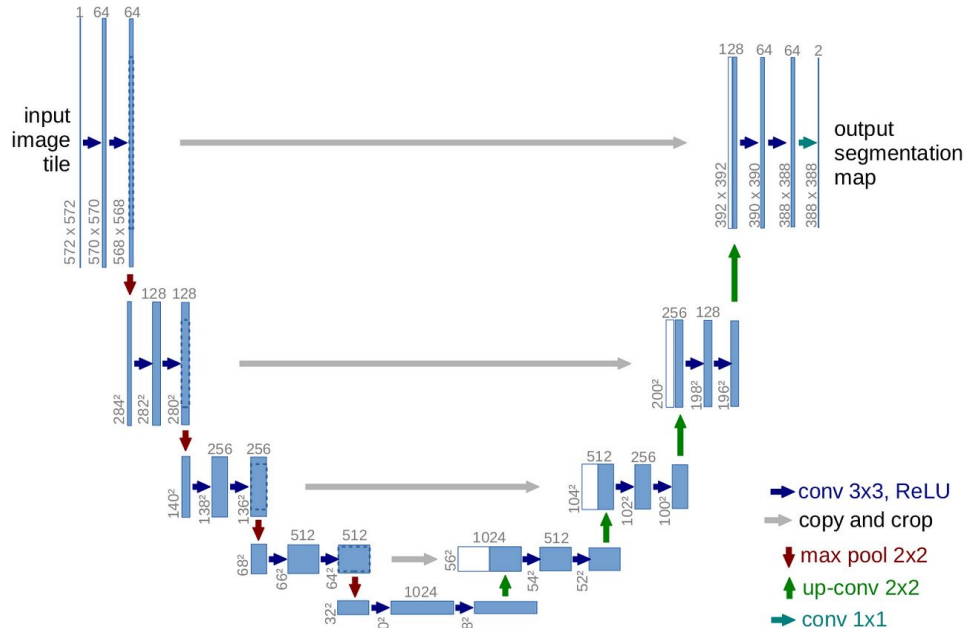 1 64 64
128 64 64 2
input
image
tile
output
segmentation
map
572 x 572
570 x 570
568 x 568
392 x 392
390 x 390
388 x 388
388 x 388
128 128
256 128
284²
282²
280²
200²
198²
196²
256 256
512 256
140²
138²
136²
104²
102²
100²
512 512
1024 512
68²
66²
64²
56²
54²
52²
1024
32²
conv 3x3, ReLU
copy and crop
max pool 2x2
up-conv 2x2
conv 1x1